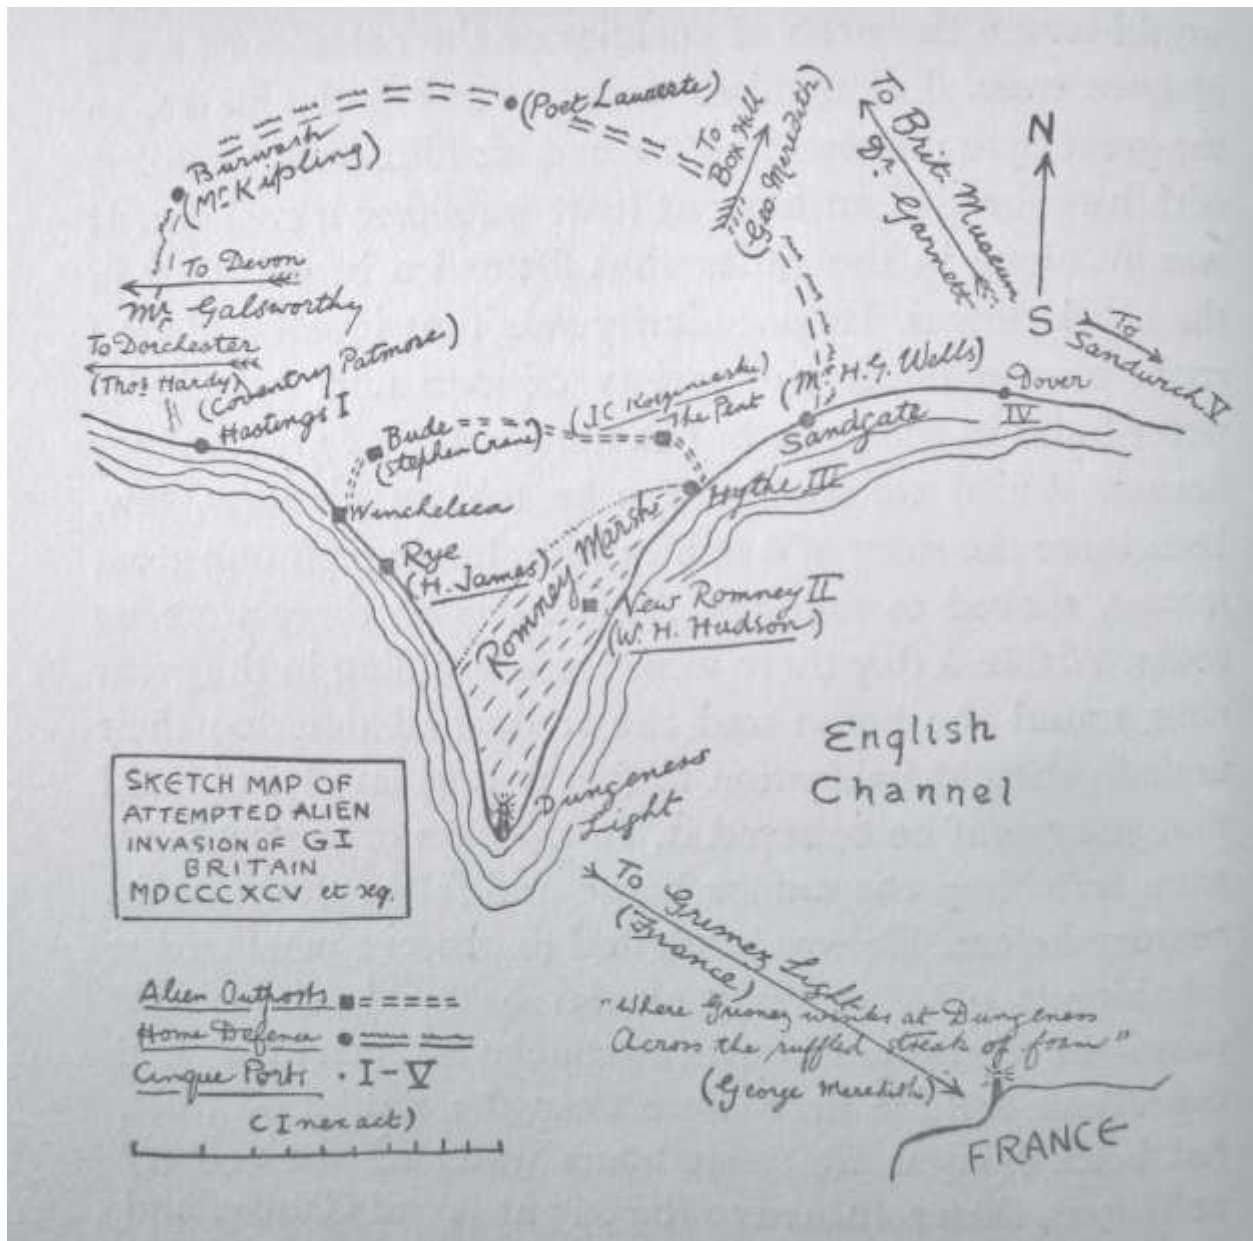 (Poet Laureate)
To
Box Hill
(Geo Meredith)
To Brit. Museum
Dr. Garnett
N
S
Burwash
(Mr. Kipling)
To Devon
Mr. Galsworthy
To Dorchester
(Thos Hardy)
(Coventry Patmore)
Hastings I
To
Sandwich V
Bude
(Stephen Crane)
The Pent
(Mr. H.G. Wells)
Sandgate
Dover
IV
Hythe III
Winchelsea
Rye
(H. James)
Romney Marsh
New Romney II
(W. H. Hudson)
English
Channel
Dungeness
Light
SKETCH MAP OF
ATTEMPTED ALIEN
INVASION OF GT
BRITAIN
MDCCCXCV et seq.
To Grisnez Light
(France)
"Where Grisnez winks at Dungeness
Across the ruffled streak of foam"
(George Meredith)
FRANCE
Alien Outposts
Home Defence
Cinque Ports . I-V
(Inexact)